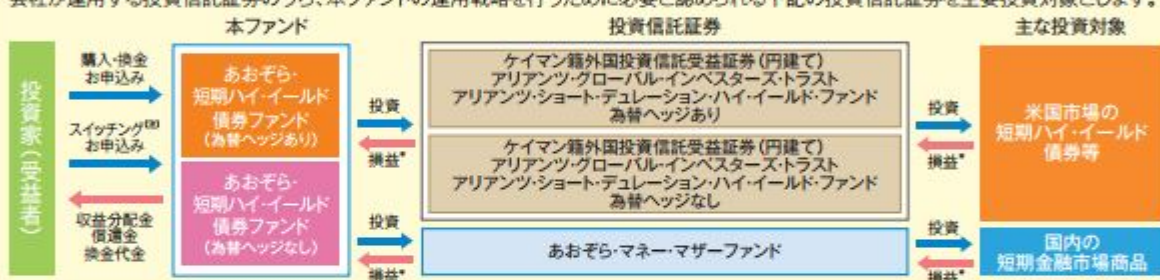 会社が運用する投資信託証券のうち、本ファンドの運用戦略を行うために必要と認められる下記の投資信託証券を主要投資対象とします。
本ファンド
投資信託証券
主な投資対象
投資家（受益者）
購入・換金
お申込み
スイッチング(注)
お申込み
収益分配金
償還金
換金代金
あおぞら・
短期ハイ・イールド
債券ファンド
（為替ヘッジあり）
あおぞら・
短期ハイ・イールド
債券ファンド
（為替ヘッジなし）
投資
損益*
投資
損益*
ケイマン籍外国投資信託受益証券（円建て）
アリアンツ・グローバル・インベスターズ・トラスト
アリアンツ・ショート・デュレーション・ハイ・イールド・ファンド
為替ヘッジあり
ケイマン籍外国投資信託受益証券（円建て）
アリアンツ・グローバル・インベスターズ・トラスト
アリアンツ・ショート・デュレーション・ハイ・イールド・ファンド
為替ヘッジなし
あおぞら・マネー・マザーファンド
投資
損益*
投資
損益*
米国市場の
短期ハイ・イールド
債券等
国内の
短期金融市場商品